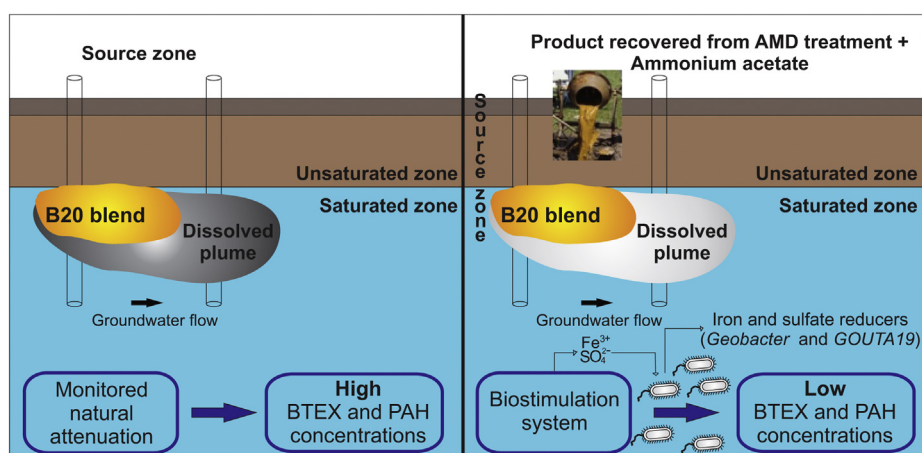 Source zone
Unsaturated zone
Saturated zone
B20 blend
Dissolved
plume
Groundwater flow
Monitored
natural
attenuation
High
BTEX and PAH
concentrations
Product recovered from AMD treatment +
Ammonium acetate
Source zone
Unsaturated zone
Saturated zone
B20 blend
Dissolved
plume
Groundwater flow
Iron and sulfate reducers
(Geobacter and GOUTA19)
Fe³⁺
SO₄²⁻
Biostimulation
system
Low
BTEX and PAH
concentrations